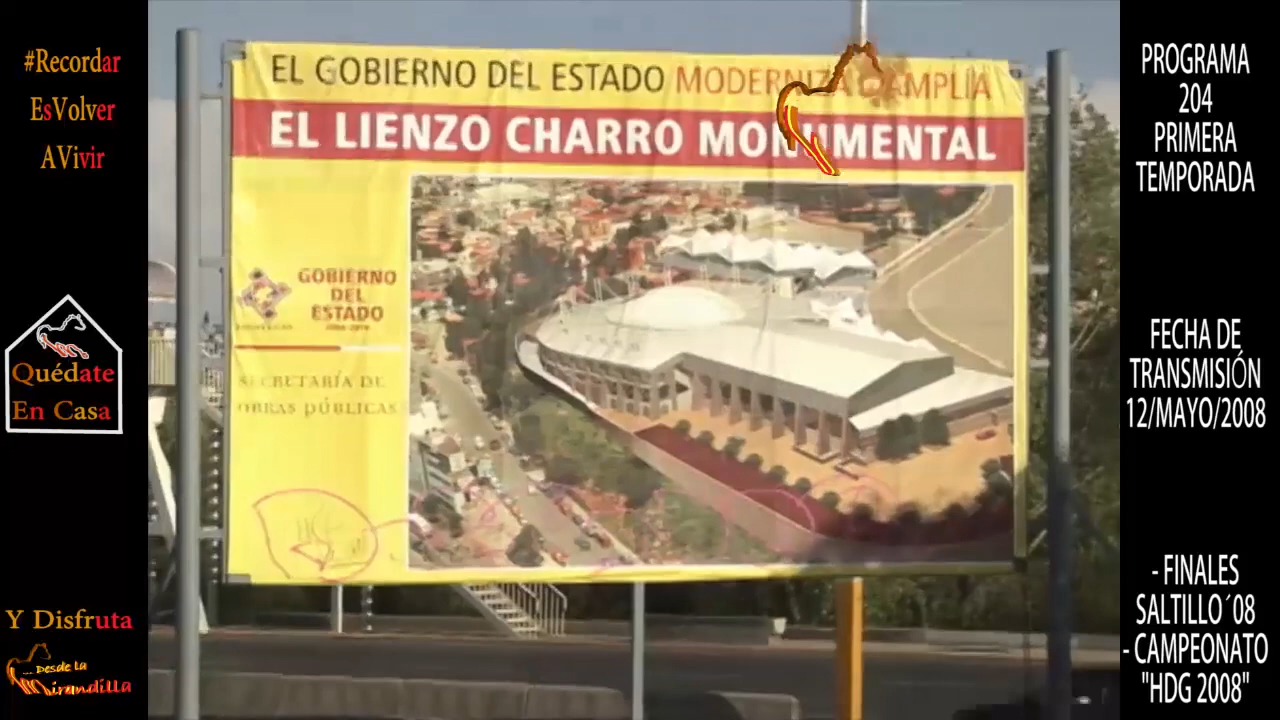 #Recordar
EsVolver
AVivir
Quédate
En Casa
Y Disfruta
Desde La
Mirandilla
EL GOBIERNO DEL ESTADO MODERNIZA Y AMPLÍA
EL LIENZO CHARRO MONUMENTAL
GOBIERNO
DEL
ESTADO
SECRETARÍA DE
OBRAS PÚBLICAS
PROGRAMA
204
PRIMERA
TEMPORADA
FECHA DE
TRANSMISIÓN
12/MAYO/2008
- FINALES
SALTILLO´08
- CAMPEONATO
"HDG 2008"